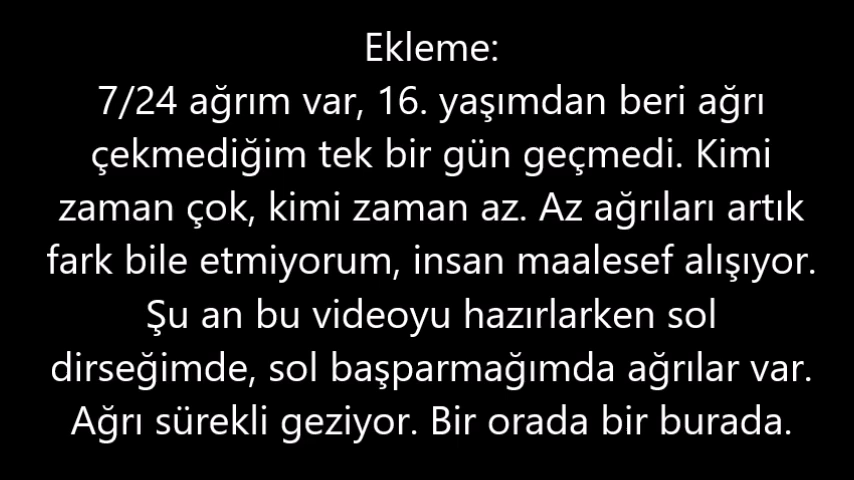 Ekleme:
7/24 ağrım var, 16. yaşımdan beri ağrı
çekmediğim tek bir gün geçmedi. Kimi
zaman çok, kimi zaman az. Az ağrıları artık
fark bile etmiyorum, insan maalesef alışıyor.
Şu an bu videoyu hazırlarken sol
dirseğimde, sol başparmağımda ağrılar var.
Ağrı sürekli geziyor. Bir orada bir burada.